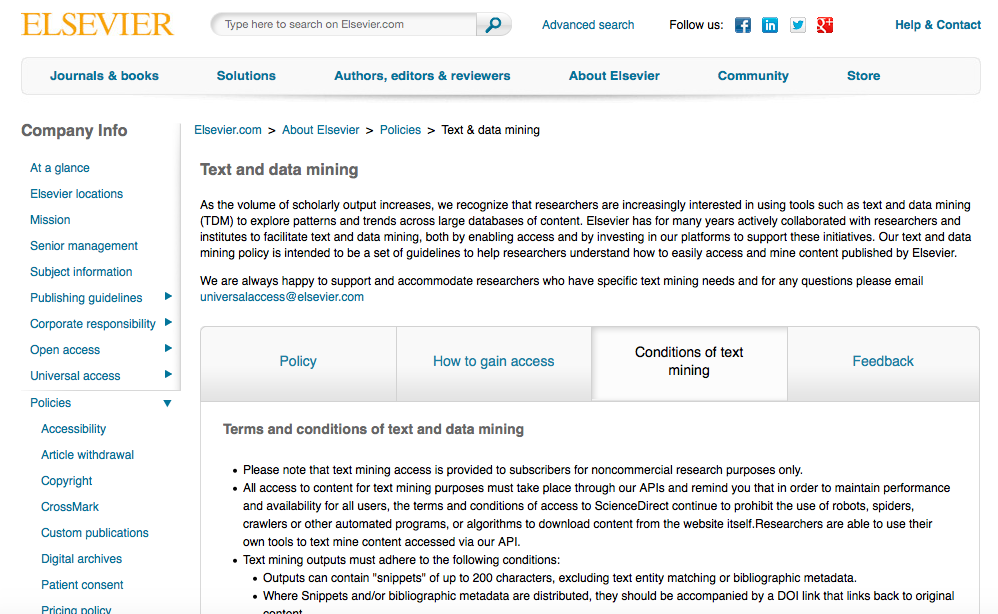 ELSEVIER
Type here to search on Elsevier.com
Advanced search
Follow us:
Help & Contact
Journals & books
Solutions
Authors, editors & reviewers
About Elsevier
Community
Store
Company Info
At a glance
Elsevier locations
Mission
Senior management
Subject information
Publishing guidelines
Corporate responsibility
Open access
Universal access
Policies
Accessibility
Article withdrawal
Copyright
CrossMark
Custom publications
Digital archives
Patient consent
Pricing policy
Elsevier.com > About Elsevier > Policies > Text & data mining
Text and data mining
As the volume of scholarly output increases, we recognize that researchers are increasingly interested in using tools such as text and data mining
(TDM) to explore patterns and trends across large databases of content. Elsevier has for many years actively collaborated with researchers and
institutes to facilitate text and data mining, both by enabling access and by investing in our platforms to support these initiatives. Our text and data
mining policy is intended to be a set of guidelines to help researchers understand how to easily access and mine content published by Elsevier.
We are always happy to support and accommodate researchers who have specific text mining needs and for any questions please email
universalaccess@elsevier.com
Policy
How to gain access
Conditions of text
mining
Feedback
Terms and conditions of text and data mining
• Please note that text mining access is provided to subscribers for noncommercial research purposes only.
• All access to content for text mining purposes must take place through our APIs and remind you that in order to maintain performance
and availability for all users, the terms and conditions of access to ScienceDirect continue to prohibit the use of robots, spiders,
crawlers or other automated programs, or algorithms to download content from the website itself.Researchers are able to use their
own tools to text mine content accessed via our API.
• Text mining outputs must adhere to the following conditions:
• Outputs can contain "snippets" of up to 200 characters, excluding text entity matching or bibliographic metadata.
• Where Snippets and/or bibliographic metadata are distributed, they should be accompanied by a DOI link that links back to original
content.